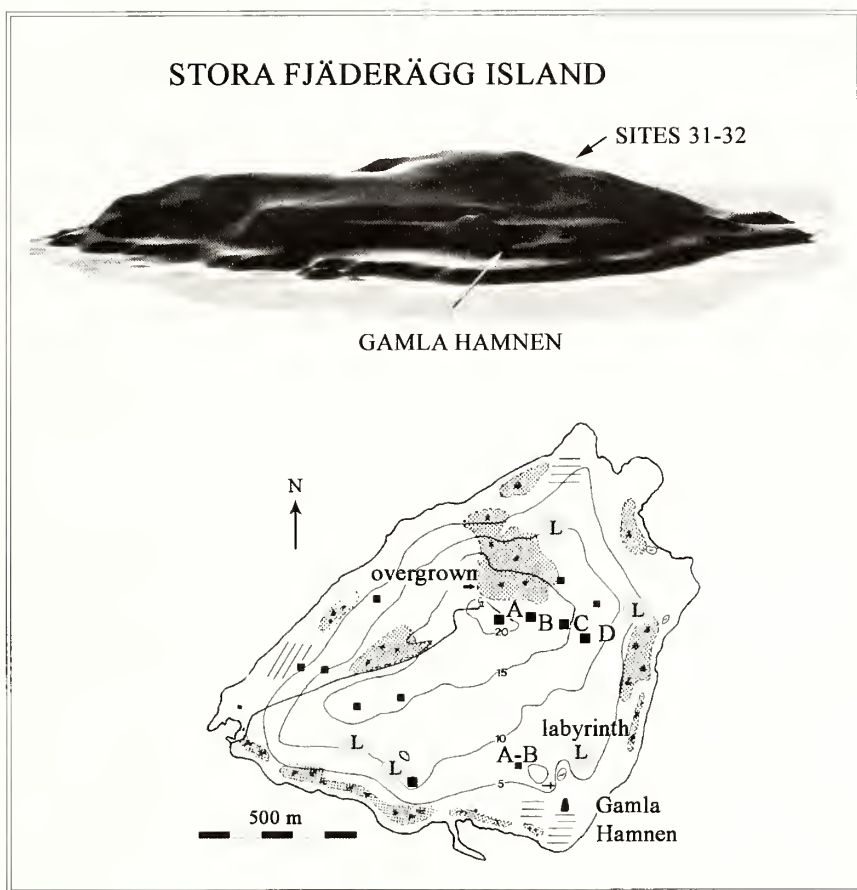 STORA FJÄDERÄGG ISLAND
SITES 31-32
GAMLA HAMNEN
N
L
overgrown
A
B
C
D
L
20
15
10
labyrinth
L
L
A-B
L
5
Gamla
Hamnen
500 m